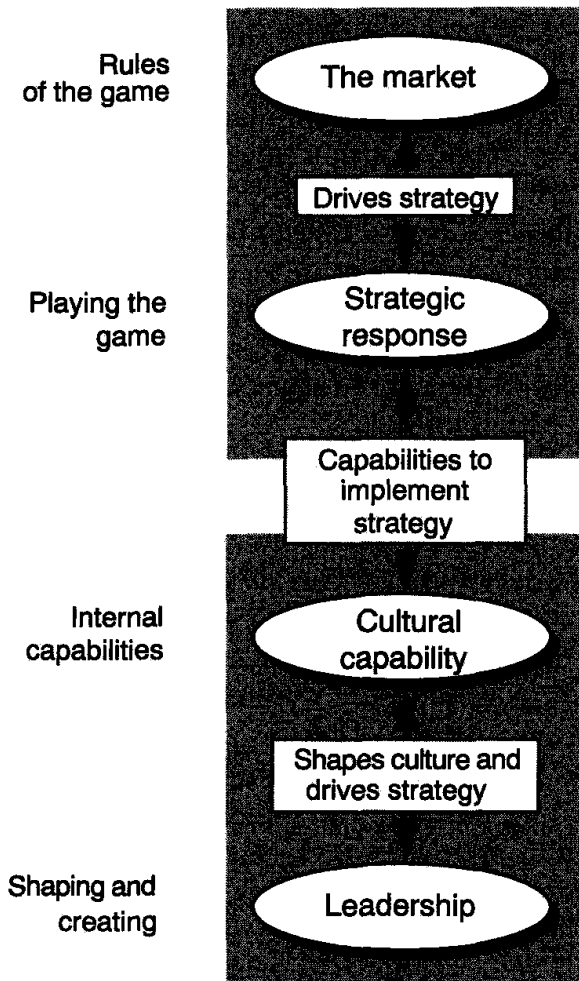 Rules
of the game
The market
Drives strategy
Playing the
game
Strategic
response
Capabilities to
implement
strategy
Internal
capabilities
Cultural
capability
Shapes culture and
drives strategy
Shaping and
creating
Leadership